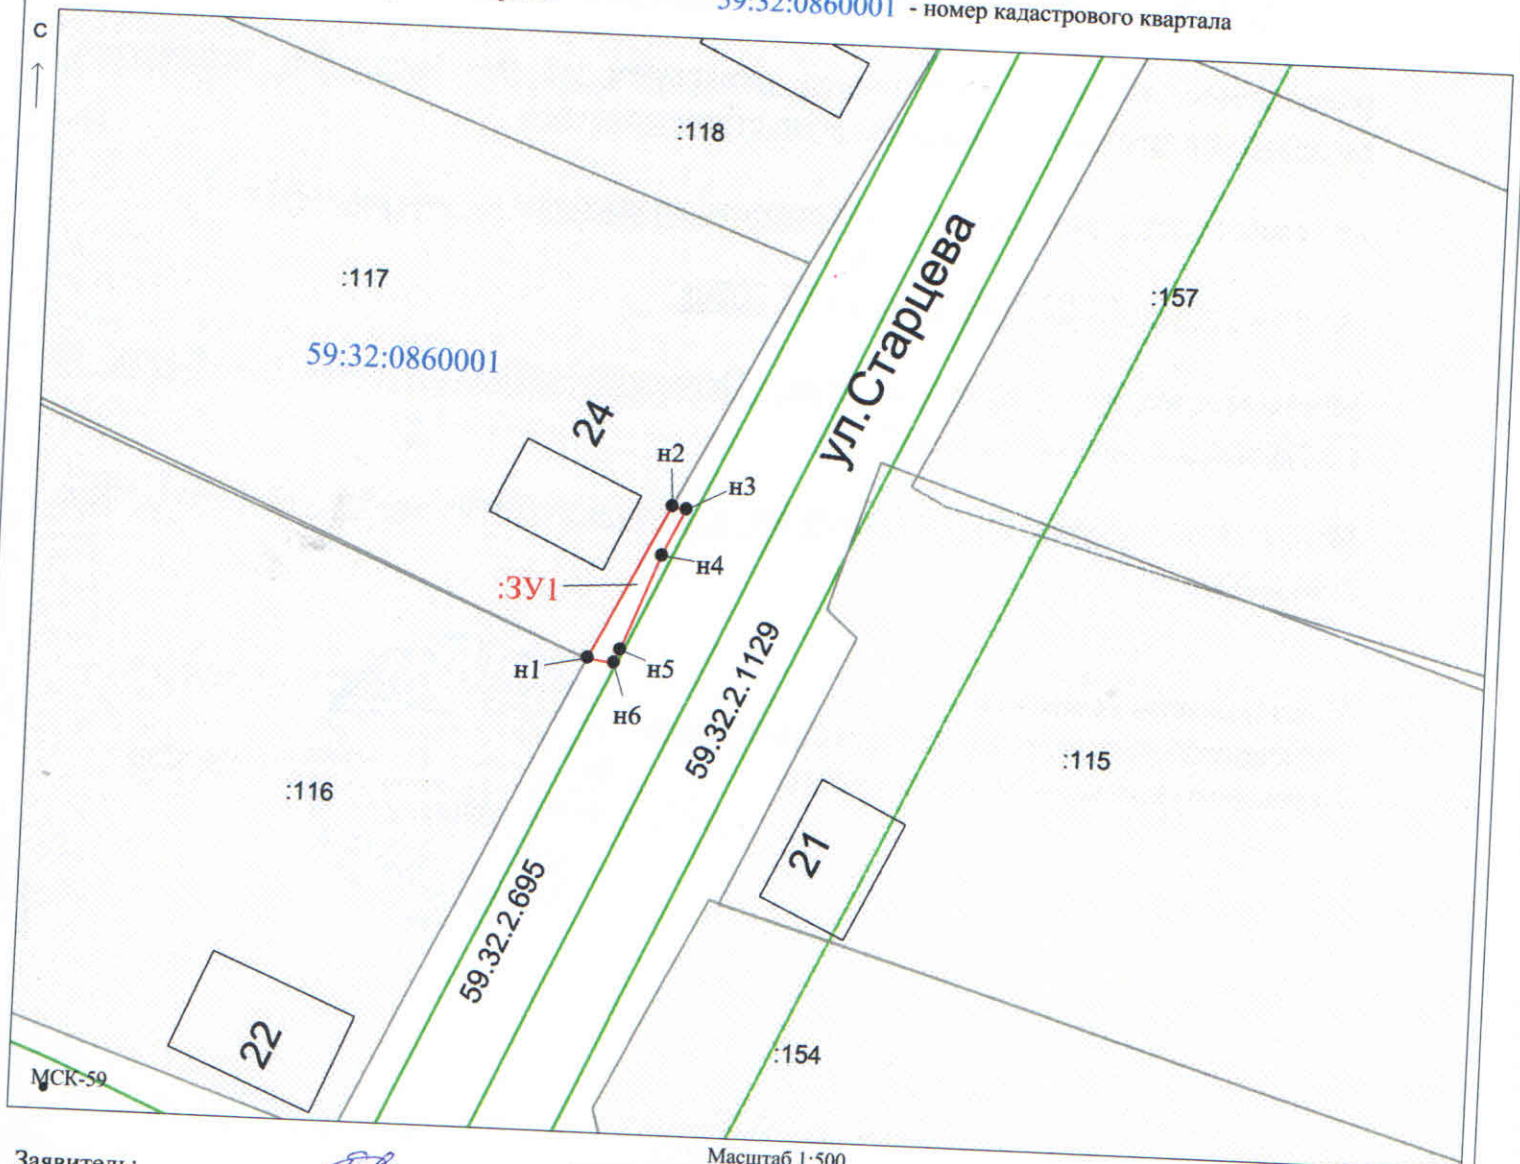 59:32:0860001 - номер кадастрового квартала
С
:118
:117
59:32:0860001
:157
ул.Старцева
24
н2
н3
н4
:ЗУ1
н1
н5
н6
59.32.2.1129
:116
:115
21
59.32.2.695
22
:154
МСК-59
Заявитель:
Масштаб 1:500